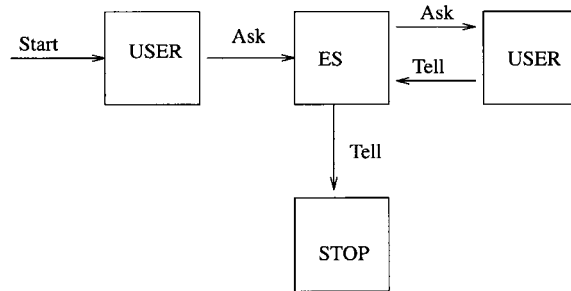 Start
USER
Ask
ES
Ask
Tell
USER
Tell
STOP